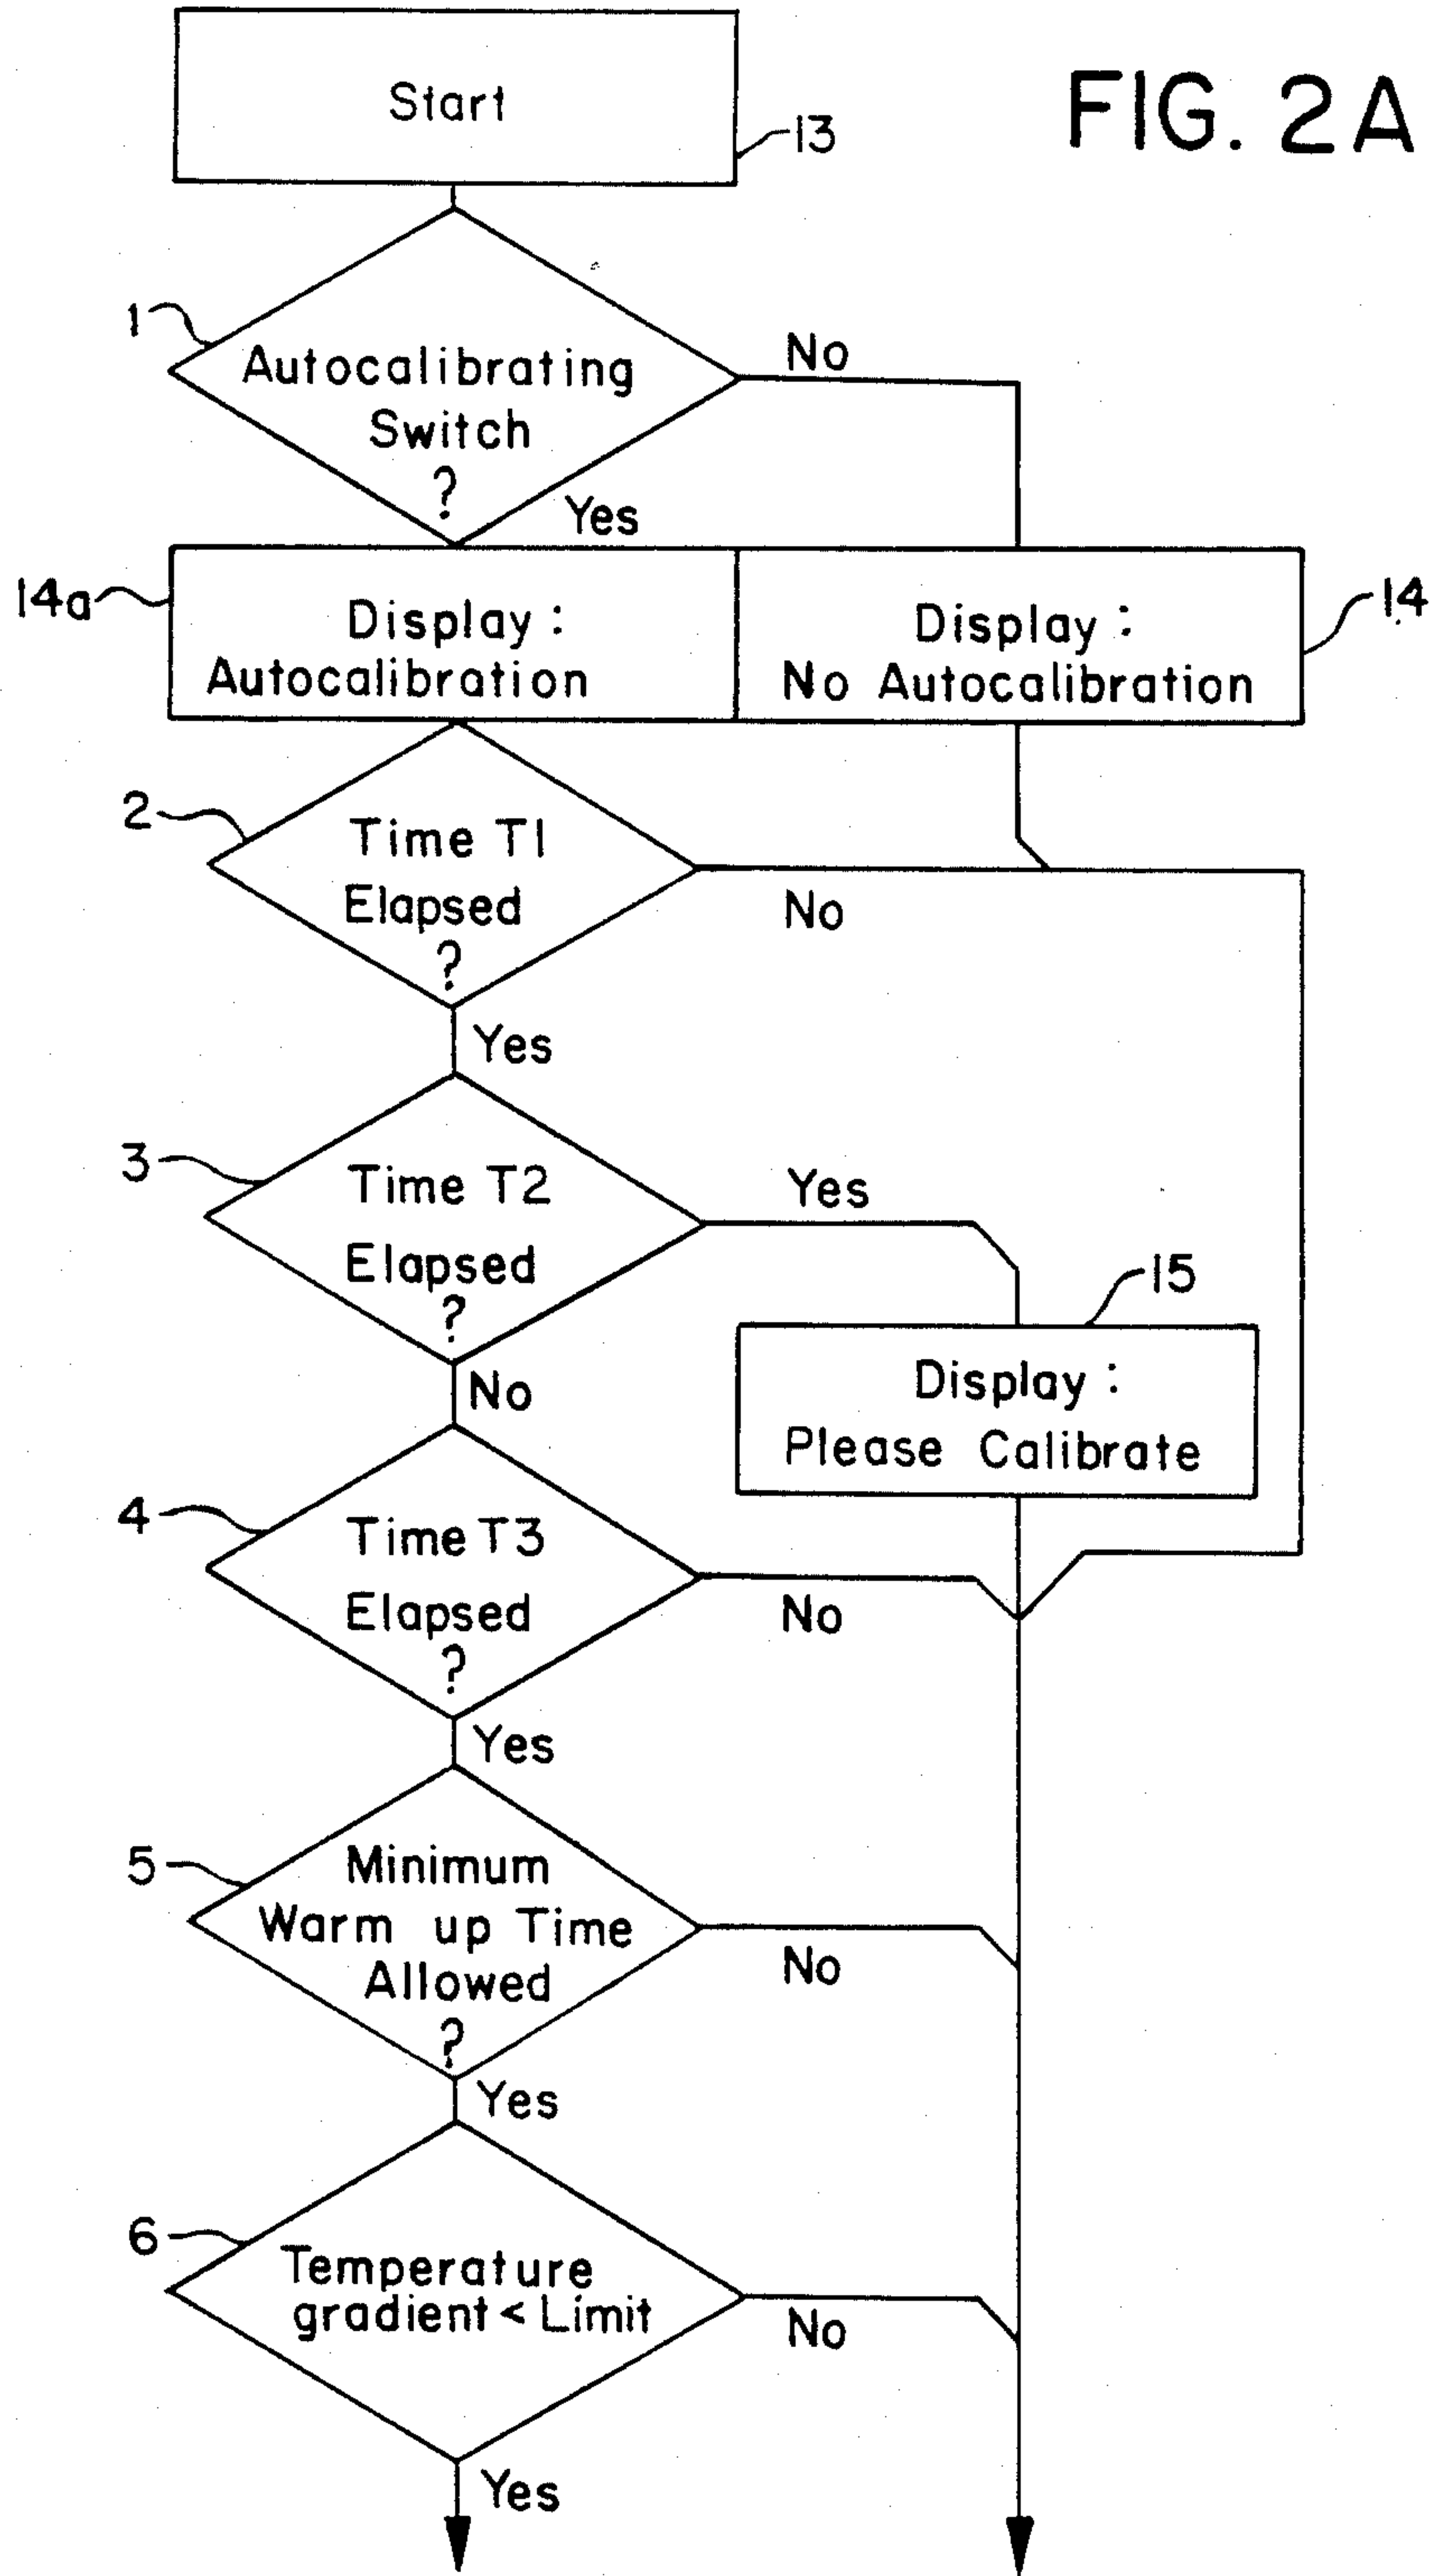 FIG. 2A
Start
13
1
Autocalibrating
Switch
?
No
Yes
14a
Display :
Autocalibration
Display :
No Autocalibration
14
2
Time T1
Elapsed
?
No
Yes
3
Time T2
Elapsed
?
Yes
No
15
Display :
Please Calibrate
4
Time T3
Elapsed
?
No
Yes
5
Minimum
Warm up Time
Allowed
?
No
Yes
6
Temperature
gradient < Limit
No
Yes